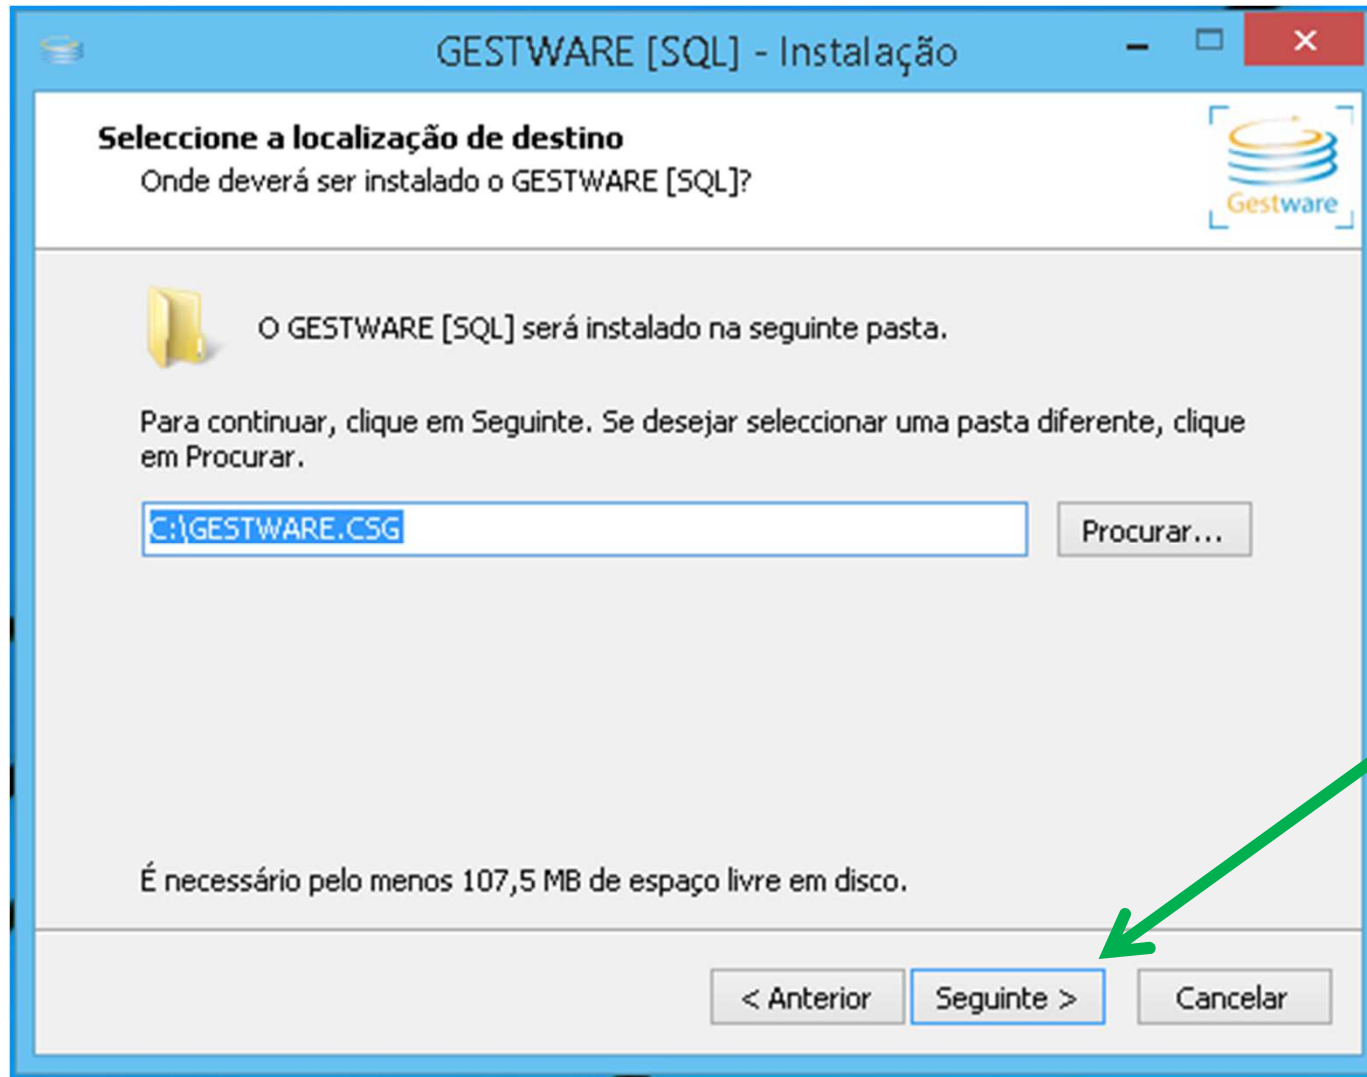 GESTWARE [SQL] - Instalação
Seleccione a localização de destino
Onde deverá ser instalado o GESTWARE [SQL]?
Gestware
O GESTWARE [SQL] será instalado na seguinte pasta.
Para continuar, clique em Seguinte. Se desejar seleccionar uma pasta diferente, clique
em Procurar.
C:\GESTWARE.CSG
Procurar...
É necessário pelo menos 107,5 MB de espaço livre em disco.
< Anterior
Seguinte >
Cancelar